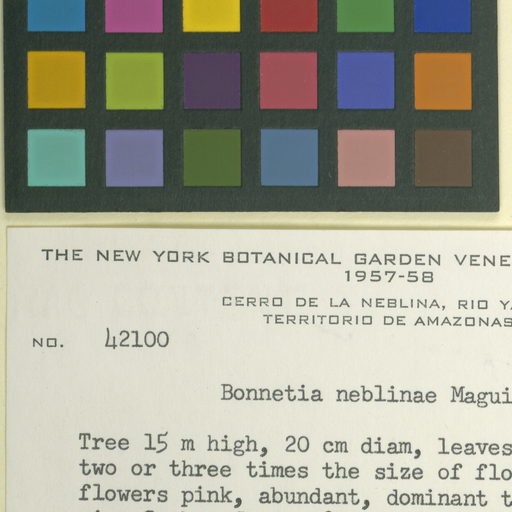 THE NEW YORK BOTANICAL GARDEN VENE
1957-58
CERRO DE LA NEBLINA, RIO Y
TERRITORIO DE AMAZONAS
NO. 42100
Bonnetia neblinae Magui
Tree 15 m high, 20 cm diam, leaves
two or three times the size of flo
flowers pink, abundant, dominant t